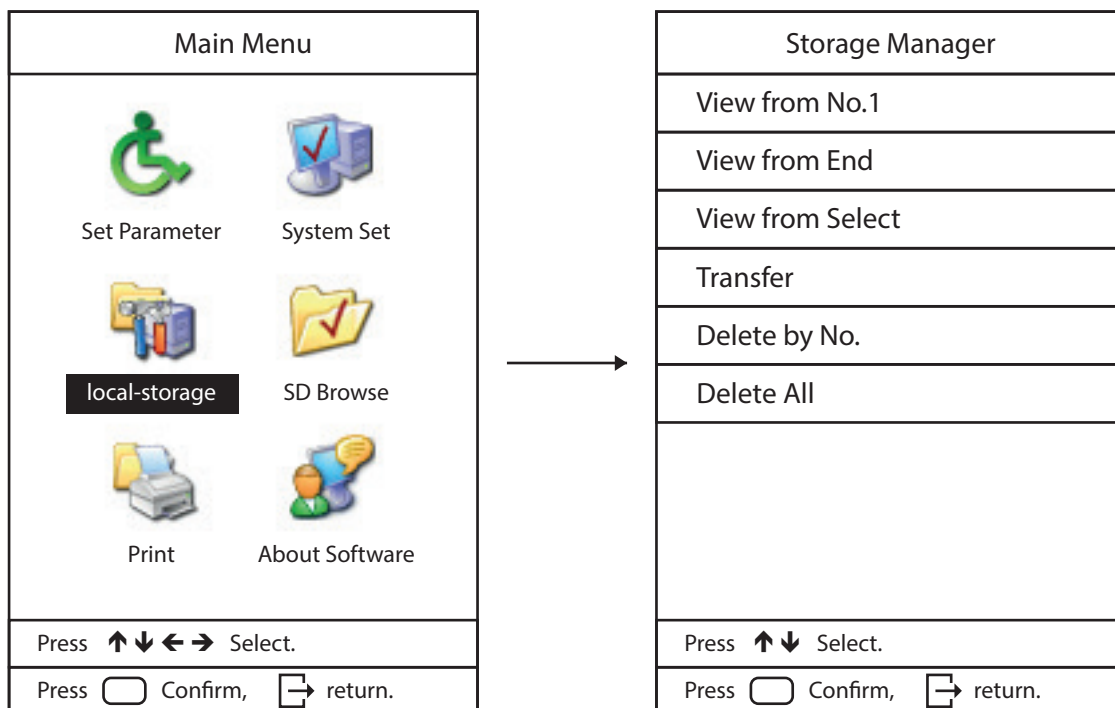 Main Menu
Set Parameter
System Set
local-storage
SD Browse
Print
About Software
Press ↑ ↓ ← → Select.
Press Confirm, return.
Storage Manager
View from No.1
View from End
View from Select
Transfer
Delete by No.
Delete All
Press ↑ ↓ Select.
Press Confirm, return.